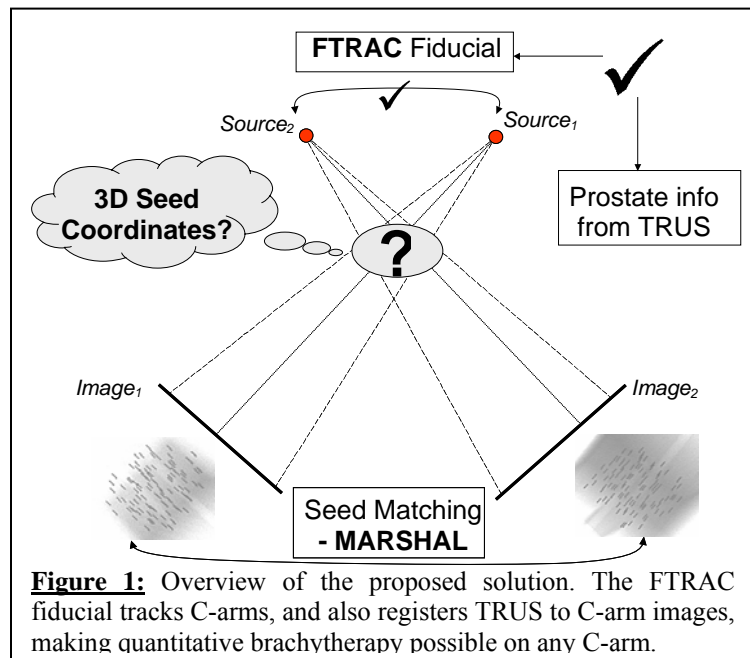 FTRAC Fiducial
Source2
Source1
3D Seed
Coordinates?
Prostate info
from TRUS
?
Image1
Image2
Seed Matching
- MARSHAL
Figure 1: Overview of the proposed solution. The FTRAC
fiducial tracks C-arms, and also registers TRUS to C-arm images,
making quantitative brachytherapy possible on any C-arm.